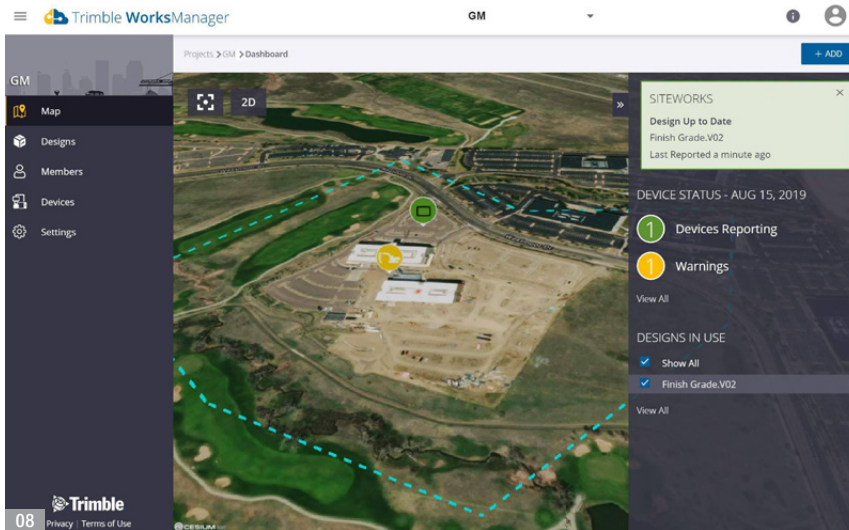 Trimble WorksManager
GM
Projects > GM > Dashboard
+ ADD
GM
Map
Designs
Members
Devices
Settings
2D
»
SITEWORKS
×
Design Up to Date
Finish Grade.V02
Last Reported a minute ago
DEVICE STATUS - AUG 15, 2019
1 Devices Reporting
1 Warnings
View All
DESIGNS IN USE
Show All
Finish Grade.V02
View All
Trimble
Privacy | Terms of Use
08
CESIUM